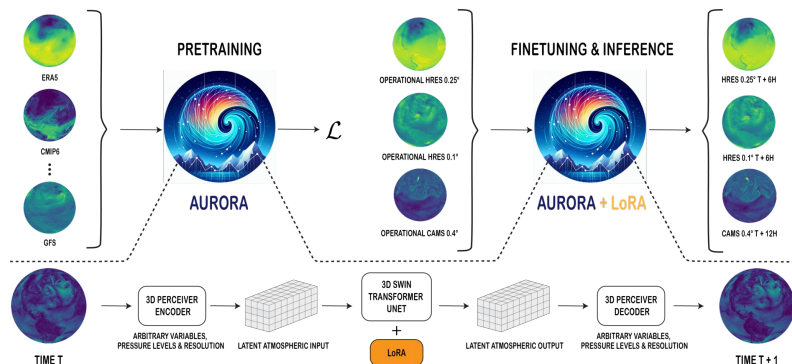 PRETRAINING
FINETUNING & INFERENCE
ERA5
CMIP6
GFS
AURORA
ℒ
OPERATIONAL HRES 0.25°
OPERATIONAL HRES 0.1°
OPERATIONAL CAMS 0.4°
AURORA + LoRA
HRES 0.25° T + 6H
HRES 0.1° T + 6H
CAMS 0.4° T + 12H
TIME T
3D PERCEIVER
ENCODER
ARBITRARY VARIABLES,
PRESSURE LEVELS & RESOLUTION
LATENT ATMOSPHERIC INPUT
3D SWIN
TRANSFORMER
UNET
+
LoRA
LATENT ATMOSPHERIC OUTPUT
3D PERCEIVER
DECODER
ARBITRARY VARIABLES,
PRESSURE LEVELS & RESOLUTION
TIME T + 1